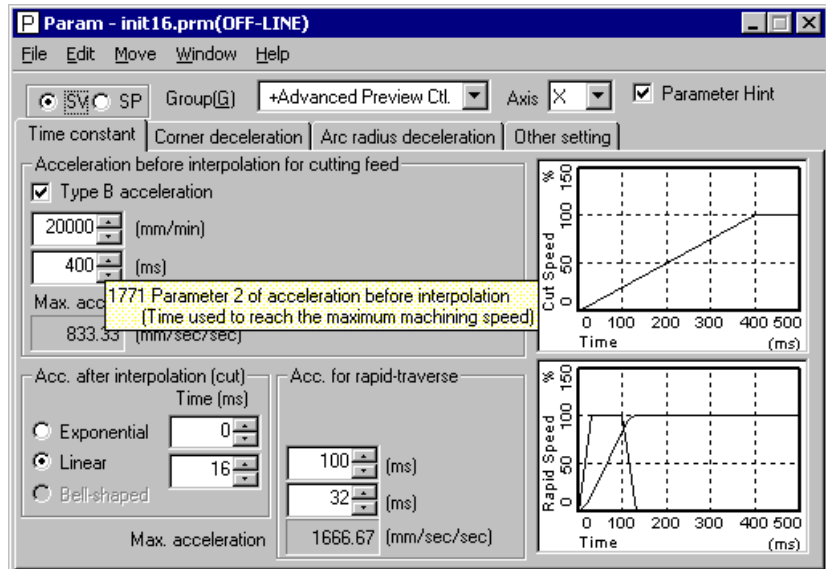 Param - init16.prm(OFF-LINE)
File Edit Move Window Help
SV SP Group(G) +Advanced Preview Ctl. Axis X Parameter Hint
Time constant Corner deceleration Arc radius deceleration Other setting
Acceleration before interpolation for cutting feed
Type B acceleration
20000 (mm/min)
400 (ms)
1771 Parameter 2 of acceleration before interpolation
(Time used to reach the maximum machining speed)
Max. acc
833.33 (mm/sec/sec)
% 150 100 50 0
Cut Speed
0 100 200 300 400 500
Time (ms)
Acc. after interpolation (cut)
Time (ms)
Exponential 0
Linear 16
Bell-shaped
Acc. for rapid-traverse
100 (ms)
32 (ms)
Max. acceleration 1666.67 (mm/sec/sec)
% 150 100 50 0
Rapid Speed
0 100 200 300 400 500
Time (ms)